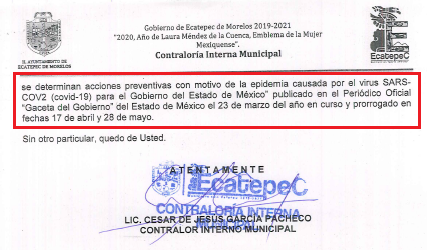 Gobierno de Ecatepec de Morelos 2019-2021
"2020, Año de Laura Méndez de la Cuenca, Emblema de la Mujer
Mexiquense."
Contraloría Interna Municipal
H. AYUNTAMIENTO DE
ECATEPEC DE MORELOS
EcatepeC
se determinan acciones preventivas con motivo de la epidemia causada por el virus SARS-
COV2 (covid-19) para el Gobierno del Estado de México" publicado en el Periódico Oficial
"Gaceta del Gobierno" del Estado de México el 23 de marzo del año en curso y prorrogado en
fechas 17 de abril y 28 de mayo.
Sin otro particular, quedo de Usted.
ATENTAMENTE
EcatepeC
CONTRALORÍA INTERNA
LIC. CESAR DE JESUS GARCÍA PACHECO
CONTRALOR INTERNO MUNICIPAL